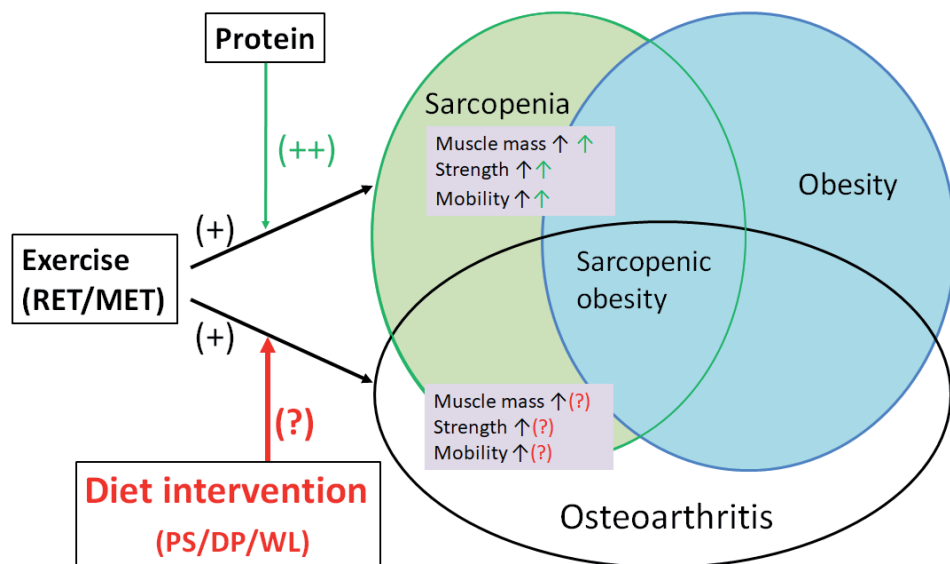 Protein
(++)
(+)
Exercise
(RET/MET)
(+)
(?)
Diet intervention
(PS/DP/WL)
Sarcopenia
Muscle mass ↑ ↑
Strength ↑↑
Mobility ↑↑
Obesity
Sarcopenic
obesity
Muscle mass ↑(?)
Strength ↑(?)
Mobility ↑(?)
Osteoarthritis